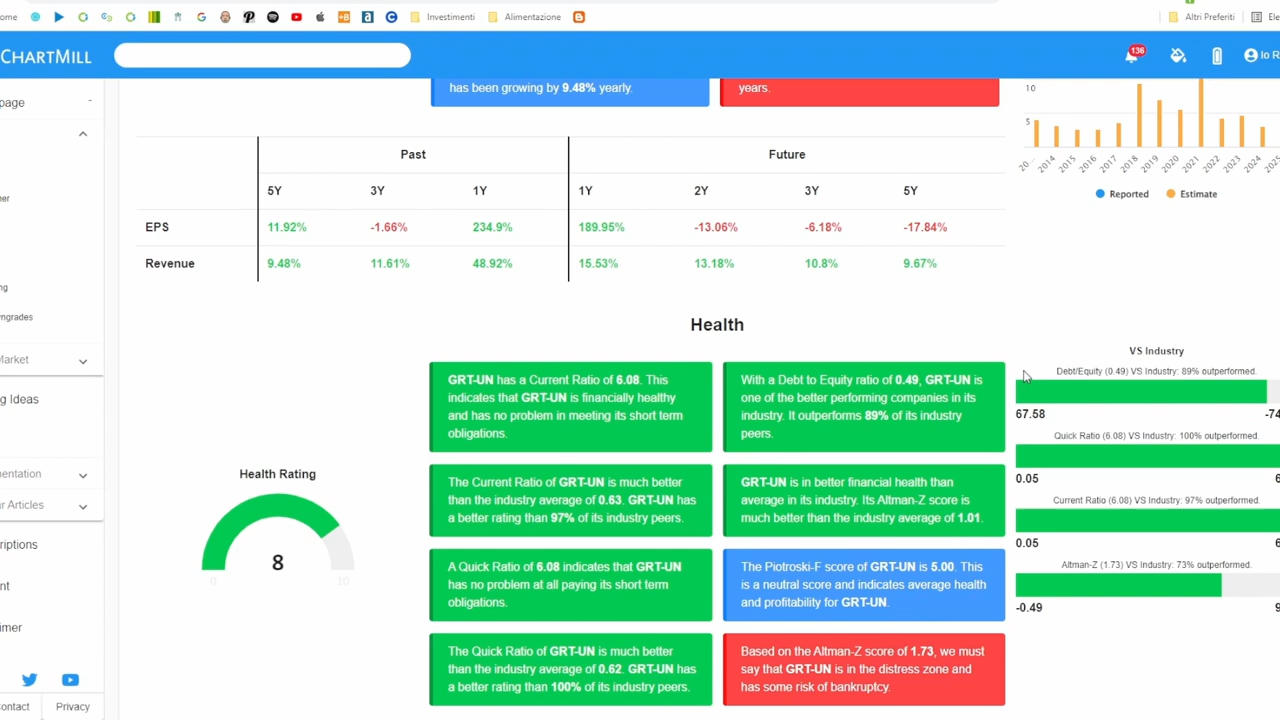 ome
Investimenti
Alimentazione
Altri Preferiti
Ele
CHARTMILL
136
Io R
page
-
ner
ng
wngrades
Market
ng Ideas
mentation
r Articles
riptions
nt
imer
ontact
Privacy
has been growing by 9.48% yearly.
years.
Past
Future
5Y 3Y 1Y 1Y 2Y 3Y 5Y
EPS 11.92% -1.66% 234.9% 189.95% -13.06% -6.18% -17.84%
Revenue 9.48% 11.61% 48.92% 15.53% 13.18% 10.8% 9.67%
10
5
20... 2014 2015 2016 2017 2018 2019 2020 2021 2022 2023 2024 2025
Reported Estimate
Health
Health Rating
8
0 10
GRT-UN has a Current Ratio of 6.08. This
indicates that GRT-UN is financially healthy
and has no problem in meeting its short term
obligations.
With a Debt to Equity ratio of 0.49, GRT-UN is
one of the better performing companies in its
industry. It outperforms 89% of its industry
peers.
The Current Ratio of GRT-UN is much better
than the industry average of 0.63. GRT-UN has
a better rating than 97% of its industry peers.
GRT-UN is in better financial health than
average in its industry. Its Altman-Z score is
much better than the industry average of 1.01.
A Quick Ratio of 6.08 indicates that GRT-UN
has no problem at all paying its short term
obligations.
The Piotroski-F score of GRT-UN is 5.00. This
is a neutral score and indicates average health
and profitability for GRT-UN.
The Quick Ratio of GRT-UN is much better
than the industry average of 0.62. GRT-UN has
a better rating than 100% of its industry peers.
Based on the Altman-Z score of 1.73, we must
say that GRT-UN is in the distress zone and
has some risk of bankruptcy.
VS Industry
Debt/Equity (0.49) VS Industry: 89% outperformed.
67.58 -74
Quick Ratio (6.08) VS Industry: 100% outperformed.
0.05 6
Current Ratio (6.08) VS Industry: 97% outperformed.
0.05 6
Altman-Z (1.73) VS Industry: 73% outperformed.
-0.49 9